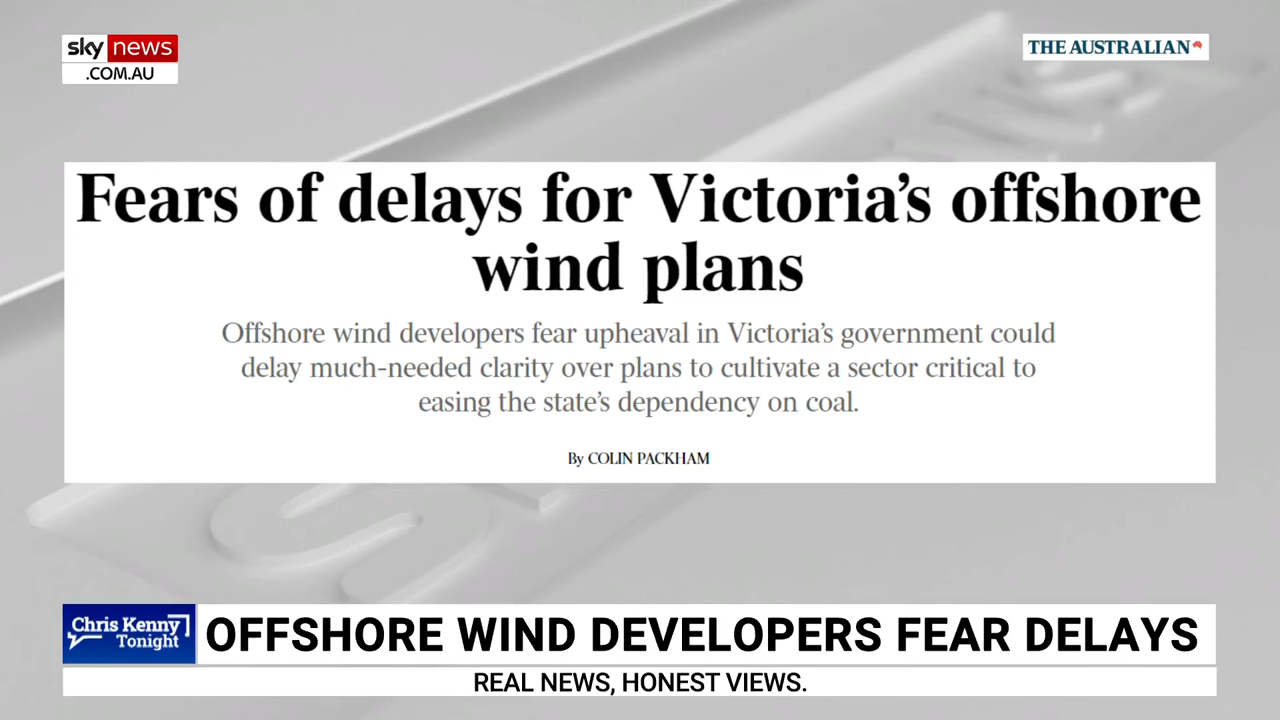 sky news
.COM.AU
THE AUSTRALIAN
Fears of delays for Victoria’s offshore
wind plans
Offshore wind developers fear upheaval in Victoria’s government could
delay much-needed clarity over plans to cultivate a sector critical to
easing the state’s dependency on coal.
By COLIN PACKHAM
Chris Kenny
Tonight
OFFSHORE WIND DEVELOPERS FEAR DELAYS
REAL NEWS, HONEST VIEWS.